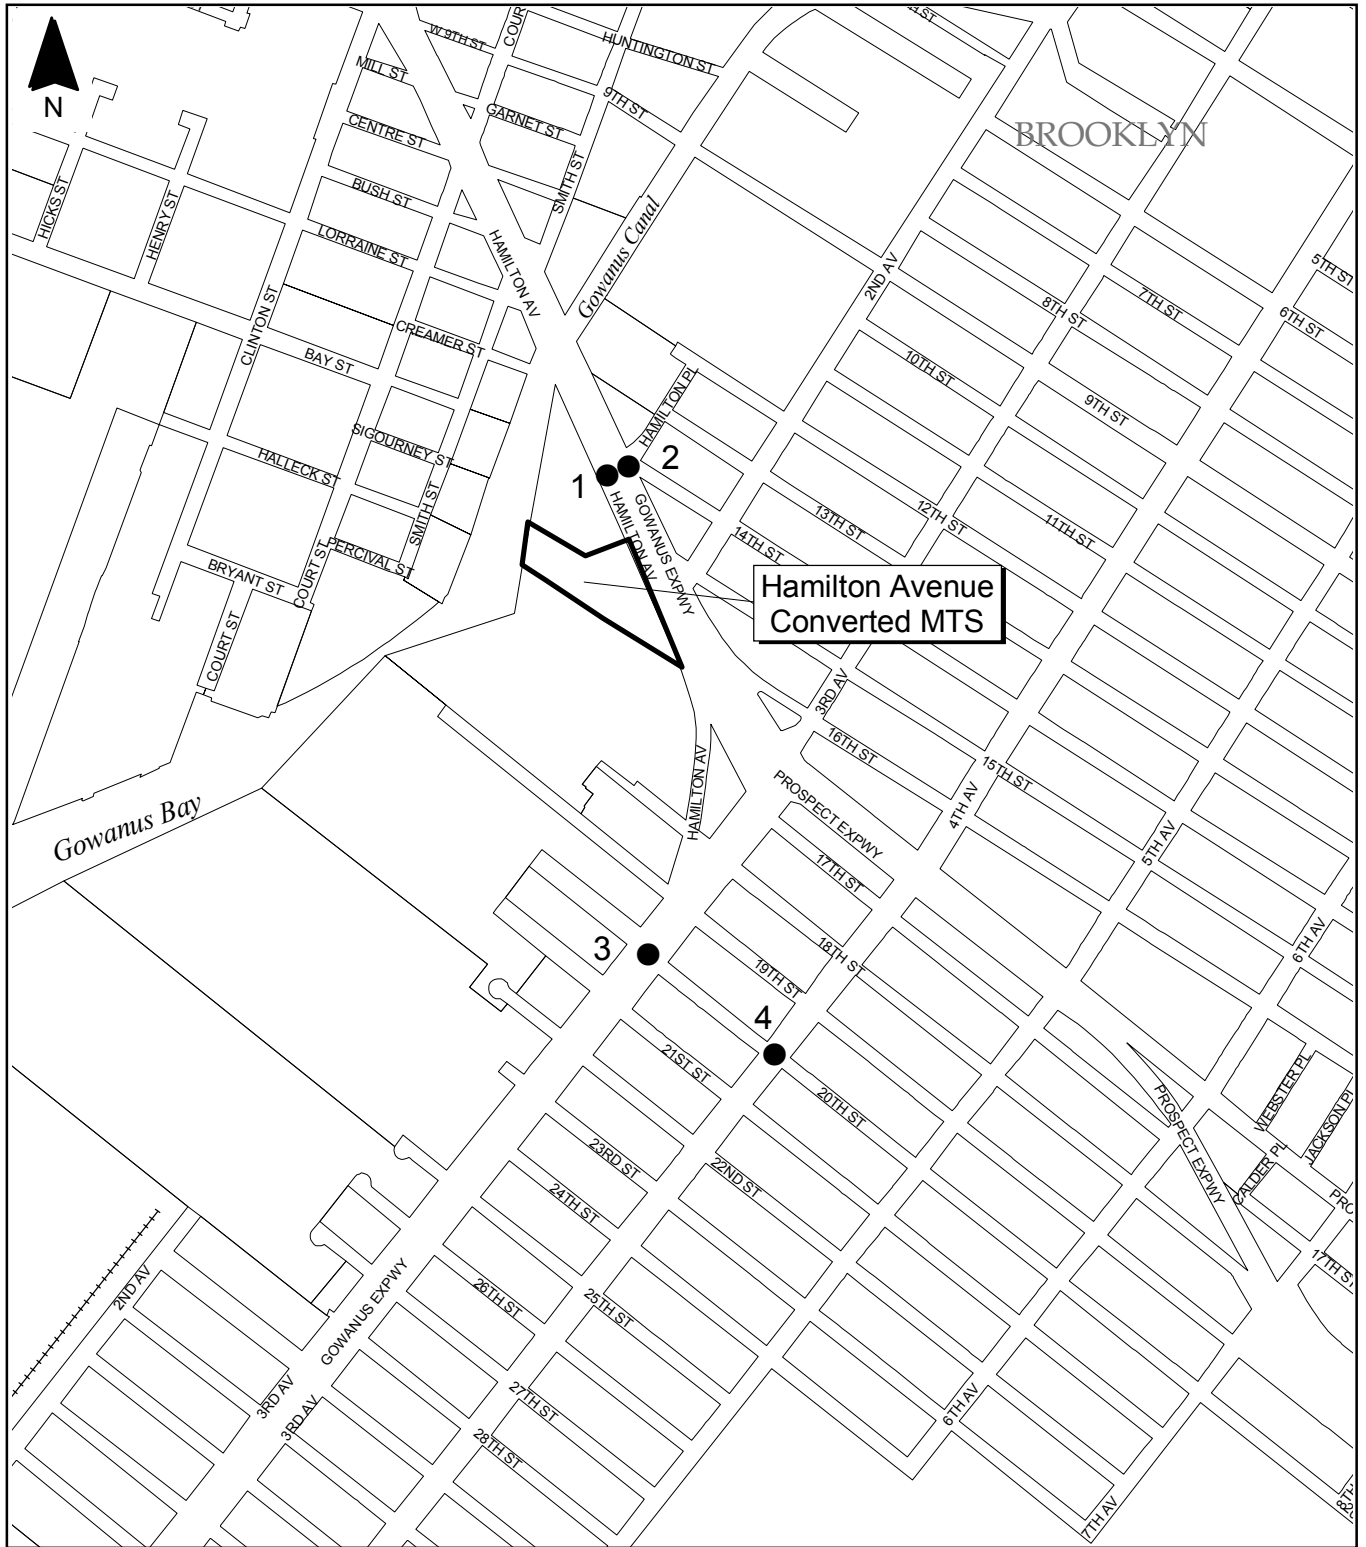 N
BROOKLYN
W 9TH ST
COUR
HUNTINGTON ST
MILL ST
9TH ST
GARNET ST
CENTRE ST
SMITH ST
BUSH ST
HICKS ST
HENRY ST
LORRAINE ST
HAMILTON AV
Gowanus Canal
2ND AV
5TH ST
7TH ST
8TH ST
6TH ST
CLINTON ST
CREAMER ST
BAY ST
10TH ST
HAMILTON PL
9TH ST
SIGOURNEY ST
HALLECK ST
1
2
SMITH ST
HAMILTON AV
GOWANUS EXPWY
14TH ST
13TH ST
12TH ST
11TH ST
COURT ST
PERCIVAL ST
BRYANT ST
COURT ST
Hamilton Avenue
Converted MTS
3RD AV
16TH ST
15TH ST
HAMILTON AV
PROSPECT EXPWY
4TH AV
5TH AV
Gowanus Bay
17TH ST
3
18TH ST
19TH ST
6TH AV
4
21ST ST
20TH ST
WEBSTER PL
JACKSON PL
CALDER PL
PROSPECT EXPWY
PRO
23RD ST
22ND ST
24TH ST
17TH ST
2ND AV
GOWANUS EXPWY
26TH ST
25TH ST
3RD AV
3RD AV
27TH ST
28TH ST
6TH AV
7TH AV